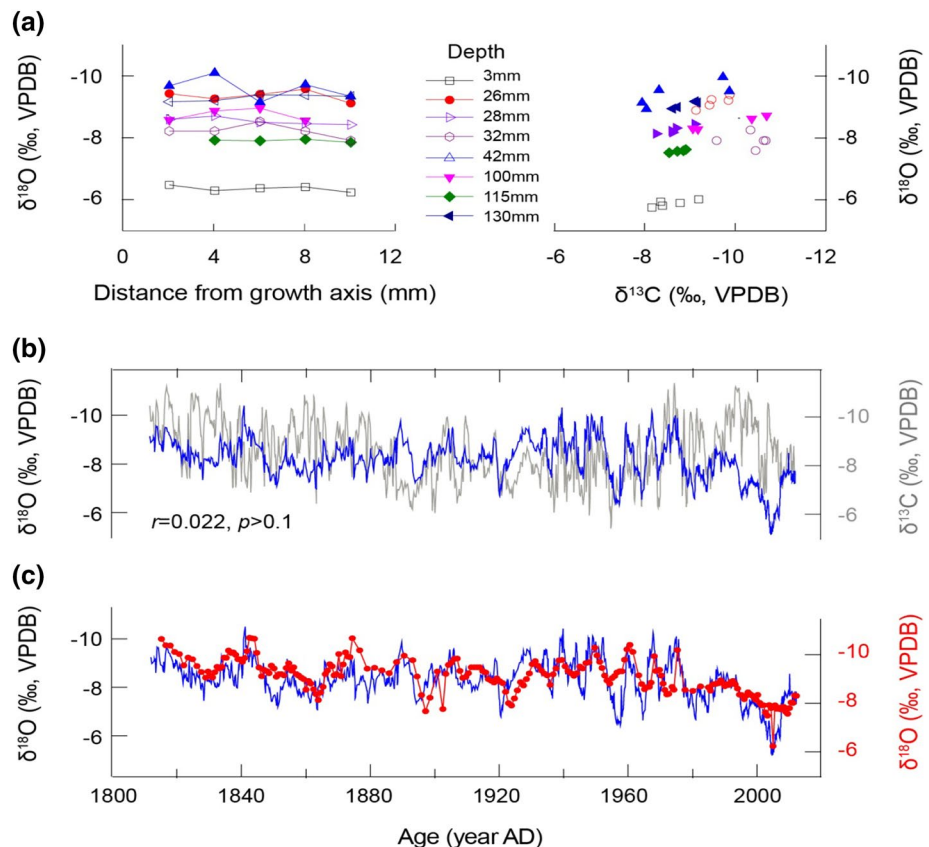 (a)
δ¹⁸O (‰, VPDB)
-10
-8
-6
0
4
8
12
Distance from growth axis (mm)
Depth
3mm
26mm
28mm
32mm
42mm
100mm
115mm
130mm
-10
-8
-6
δ¹⁸O (‰, VPDB)
-6
-8
-10
-12
δ¹³C (‰, VPDB)
(b)
δ¹⁸O (‰, VPDB)
-10
-8
-6
r=0.022, p>0.1
-10
-8
-6
δ¹³C (‰, VPDB)
(c)
δ¹⁸O (‰, VPDB)
-10
-8
-6
-10
-8
-6
δ¹⁸O (‰, VPDB)
1800
1840
1880
1920
1960
2000
Age (year AD)